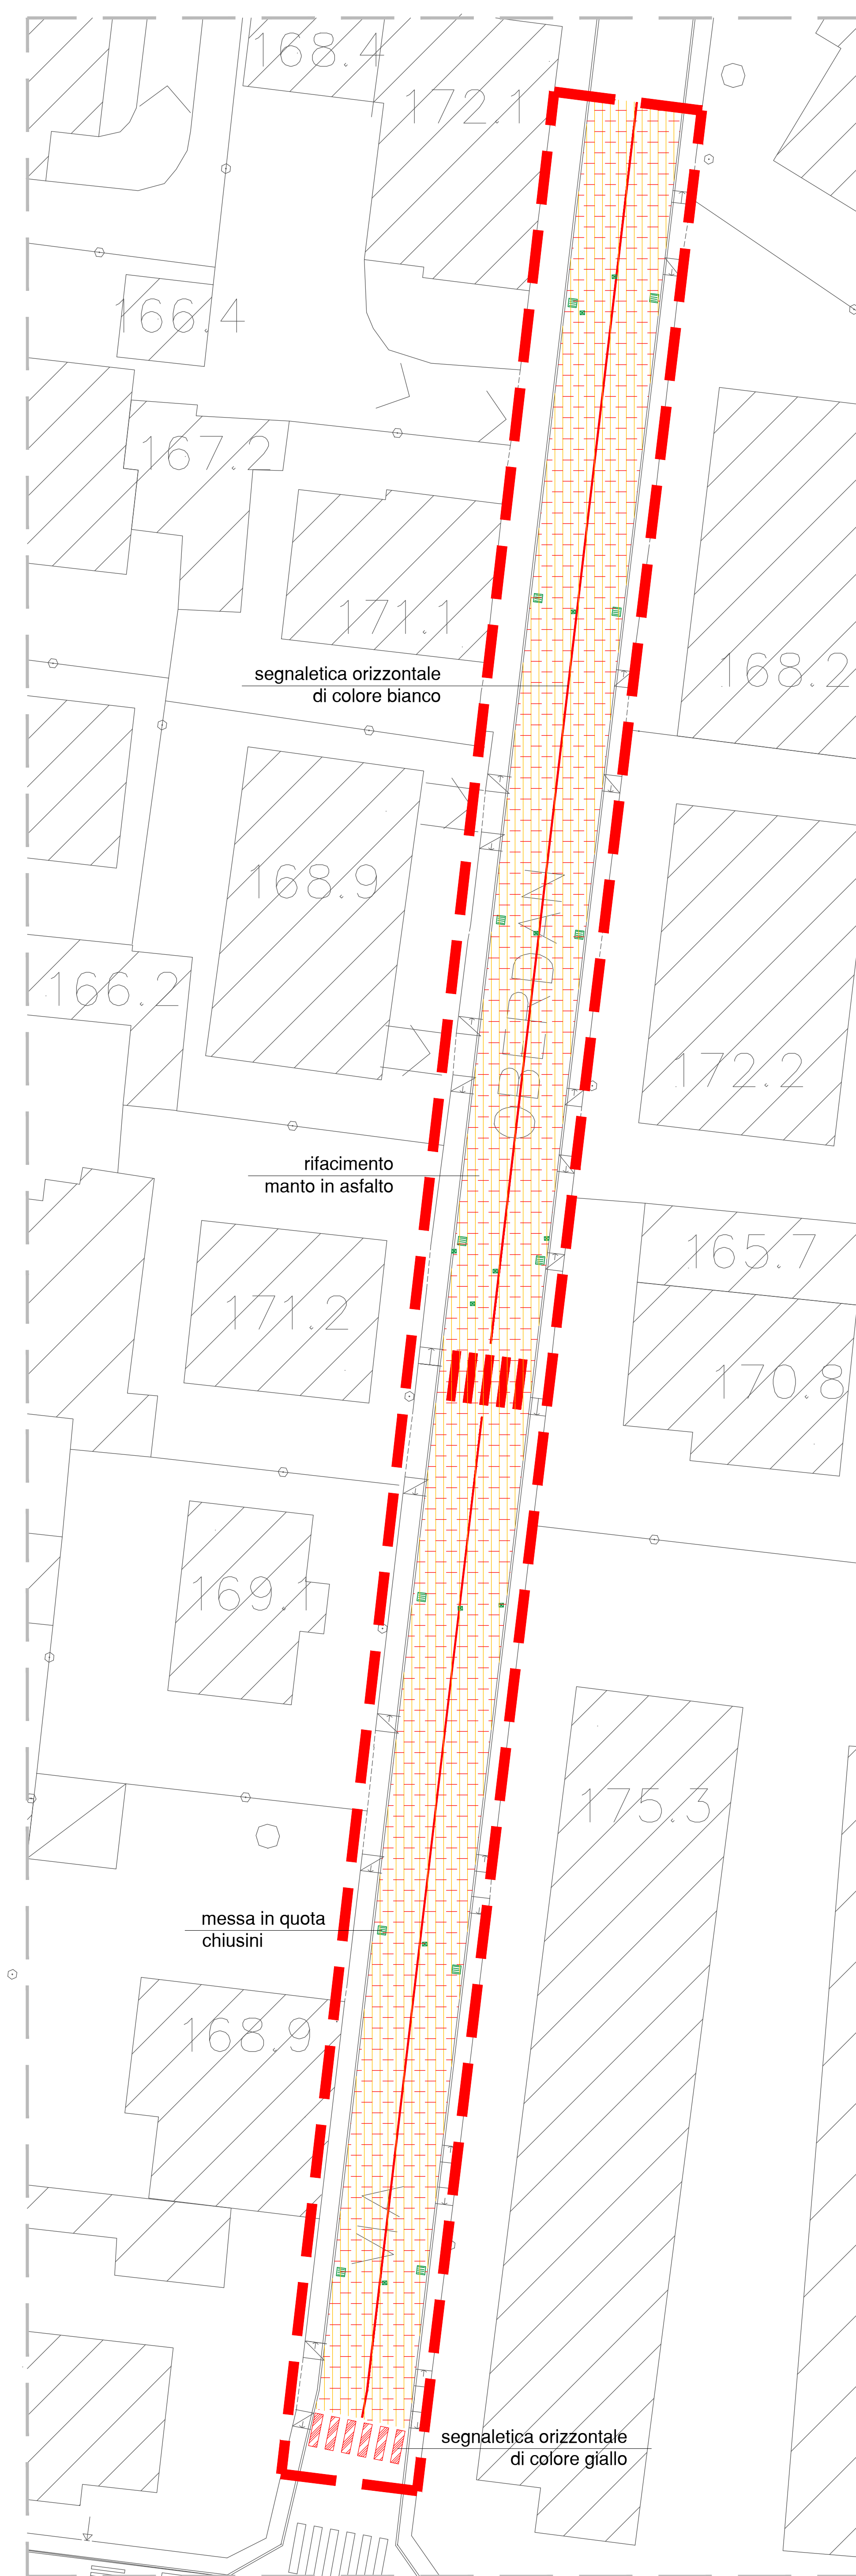 168.4
172.1
166.4
167.2
171.1
168.2
segnaletica orizzontale
di colore bianco
168.9
166.2
172.2
rifacimento
manto in asfalto
165.7
171.2
170.8
169.1
175.3
messa in quota
chiusini
168.9
segnaletica orizzontale
di colore giallo